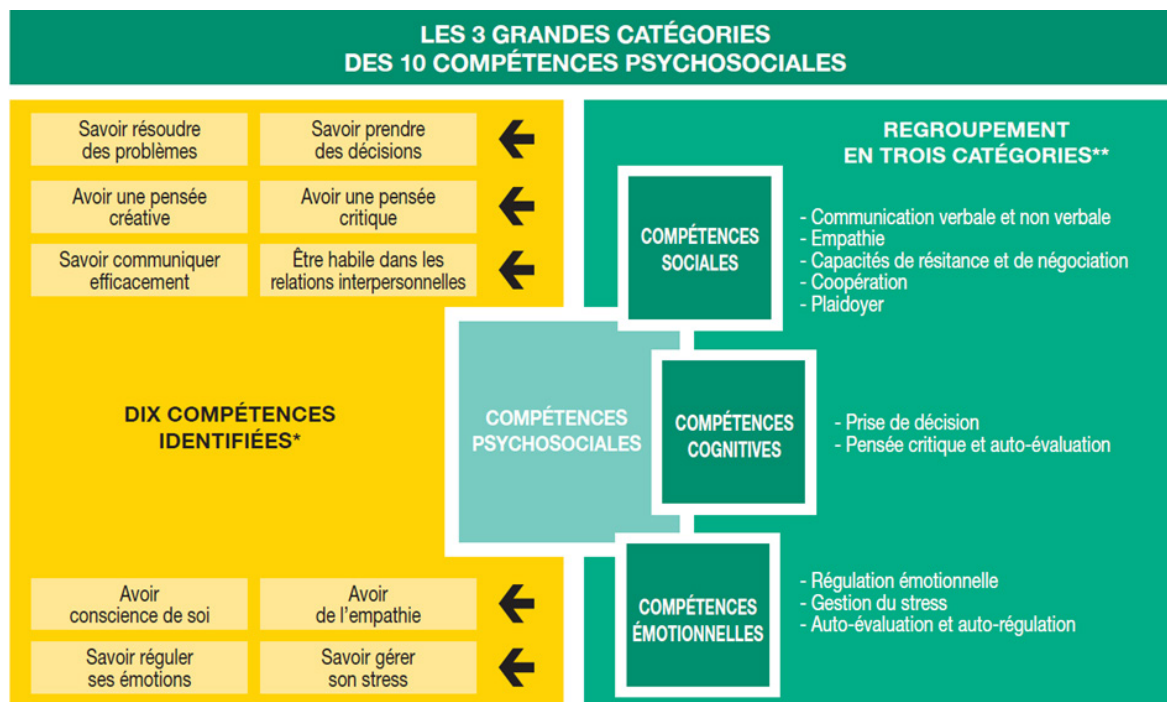 LES 3 GRANDES CATÉGORIES
DES 10 COMPÉTENCES PSYCHOSOCIALES
Savoir résoudre
des problèmes
Savoir prendre
des décisions
Avoir une pensée
créative
Avoir une pensée
critique
Savoir communiquer
efficacement
Être habile dans les
relations interpersonnelles
DIX COMPÉTENCES
IDENTIFIÉES*
Avoir
conscience de soi
Avoir
de l'empathie
Savoir réguler
ses émotions
Savoir gérer
son stress
COMPÉTENCES
PSYCHOSOCIALES
REGROUPEMENT
EN TROIS CATÉGORIES**
COMPÉTENCES
SOCIALES
- Communication verbale et non verbale
- Empathie
- Capacités de résitance et de négociation
- Coopération
- Plaidoyer
COMPÉTENCES
COGNITIVES
- Prise de décision
- Pensée critique et auto-évaluation
COMPÉTENCES
ÉMOTIONNELLES
- Régulation émotionnelle
- Gestion du stress
- Auto-évaluation et auto-régulation